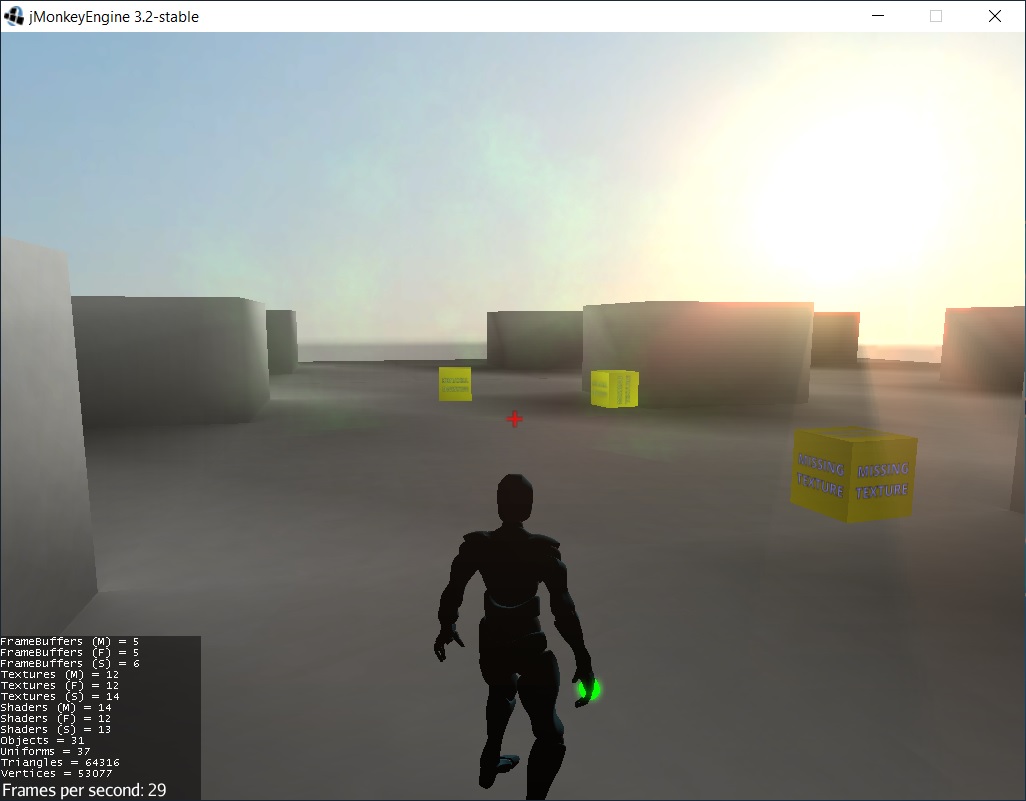 jMonkeyEngine 3.2-stable
MISSING
TEXTURE
MISSING
TEXTURE
FrameBuffers (M) = 5
FrameBuffers (F) = 5
FrameBuffers (S) = 6
Textures (M) = 12
Textures (F) = 12
Textures (S) = 14
Shaders (M) = 14
Shaders (F) = 12
Shaders (S) = 13
Objects = 31
Uniforms = 37
Triangles = 64316
Vertices = 53077
Frames per second: 29